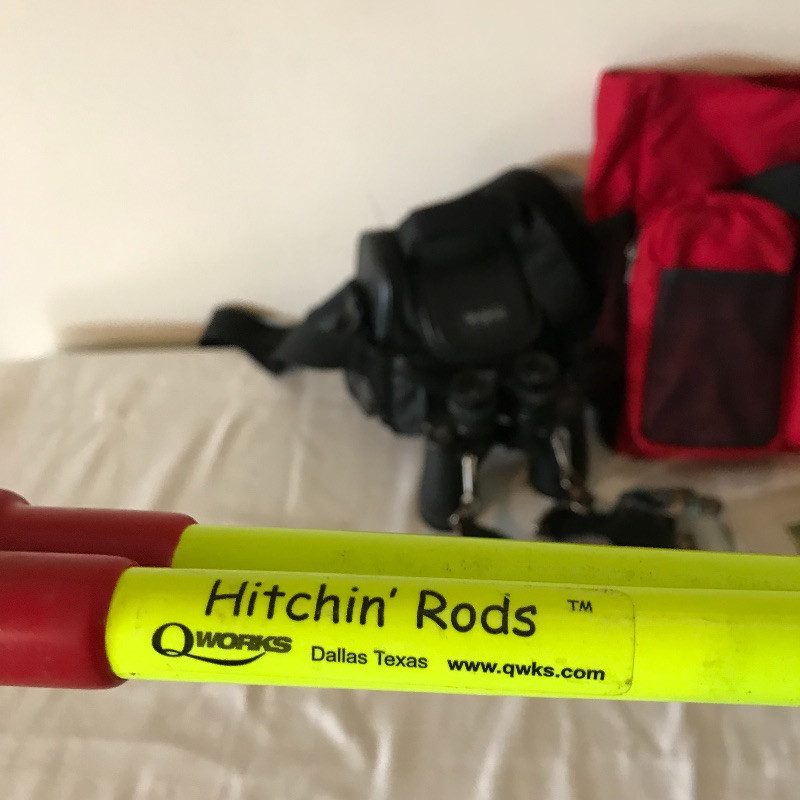 Hitchin' Rods ™
QWORKS Dallas Texas www.qwks.com